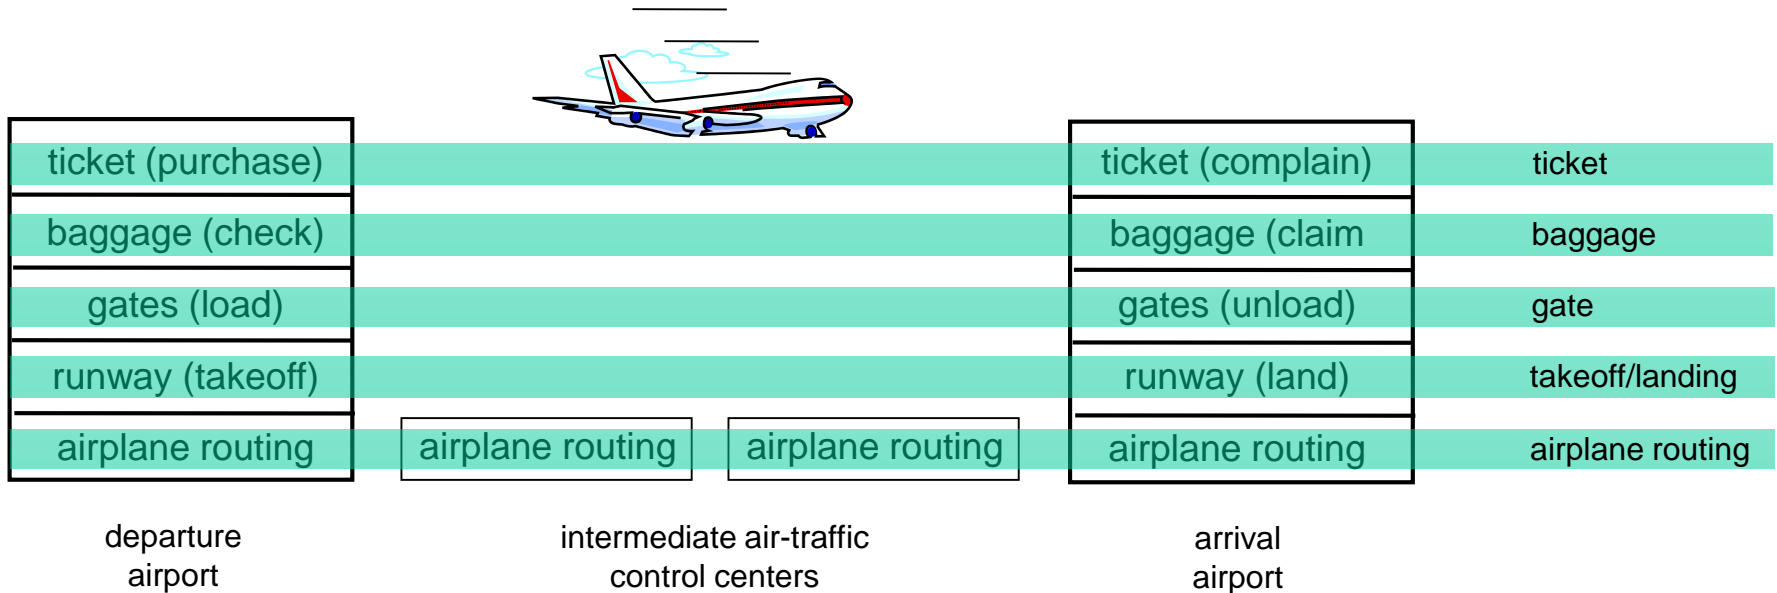 ticket (purchase)
ticket (complain)
ticket
baggage (check)
baggage (claim
baggage
gates (load)
gates (unload)
gate
runway (takeoff)
runway (land)
takeoff/landing
airplane routing
airplane routing
airplane routing
airplane routing
airplane routing
departure
airport
intermediate air-traffic
control centers
arrival
airport